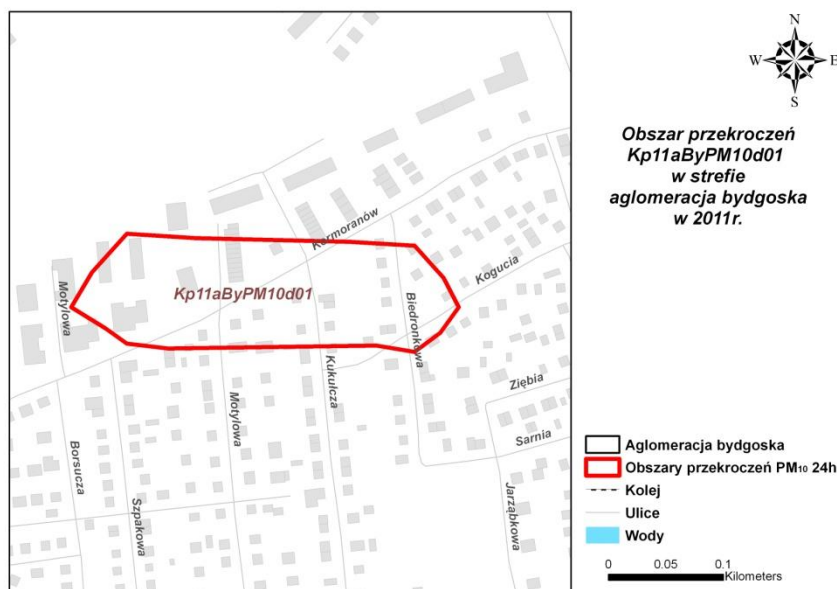 N
W E
S
Obszar przekroczeń
Kp11aByPM10d01
w strefie
aglomeracja bydgoska
w 2011r.
Kormoranów
Kogucia
Motylowa
Kp11aByPM10d01
Biedronkowa
Kukułcza
Motylowa
Ziębia
Sarnia
Borsucza
Szpakowa
Jarząbkowa
Aglomeracja bydgoska
Obszary przekroczeń PM10 24h
Kolej
Ulice
Wody
0 0.05 0.1
Kilometers